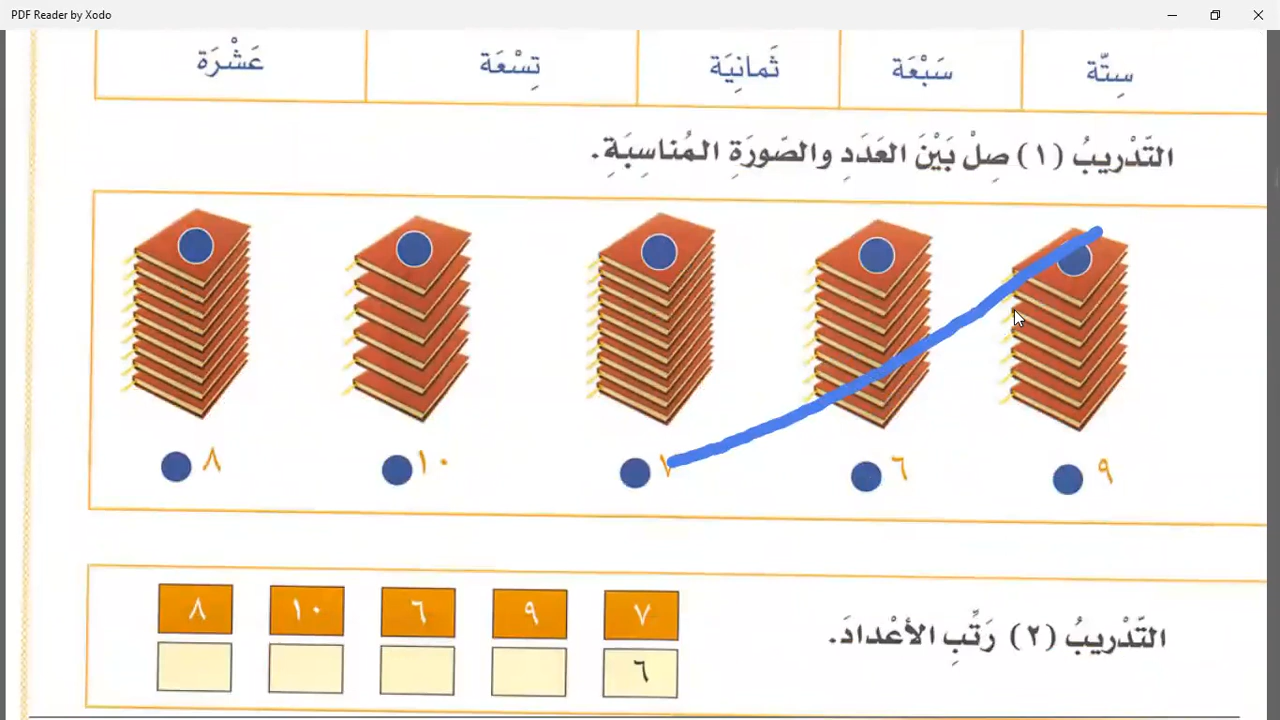 PDF Reader by Xodo
سِتّة سَبْعَة ثَمانِيَة تِسْعَة عَشْرَة
التّدْريبُ (١) صِلْ بَيْنَ العَدَدِ والصّورَةِ المُناسِبَةِ.
٩ ٦ ٧ ١٠ ٨
٧ ٩ ٦ ١٠ ٨
التّدْريبُ (٢) رَتِّبِ الأعْدادَ.
٦